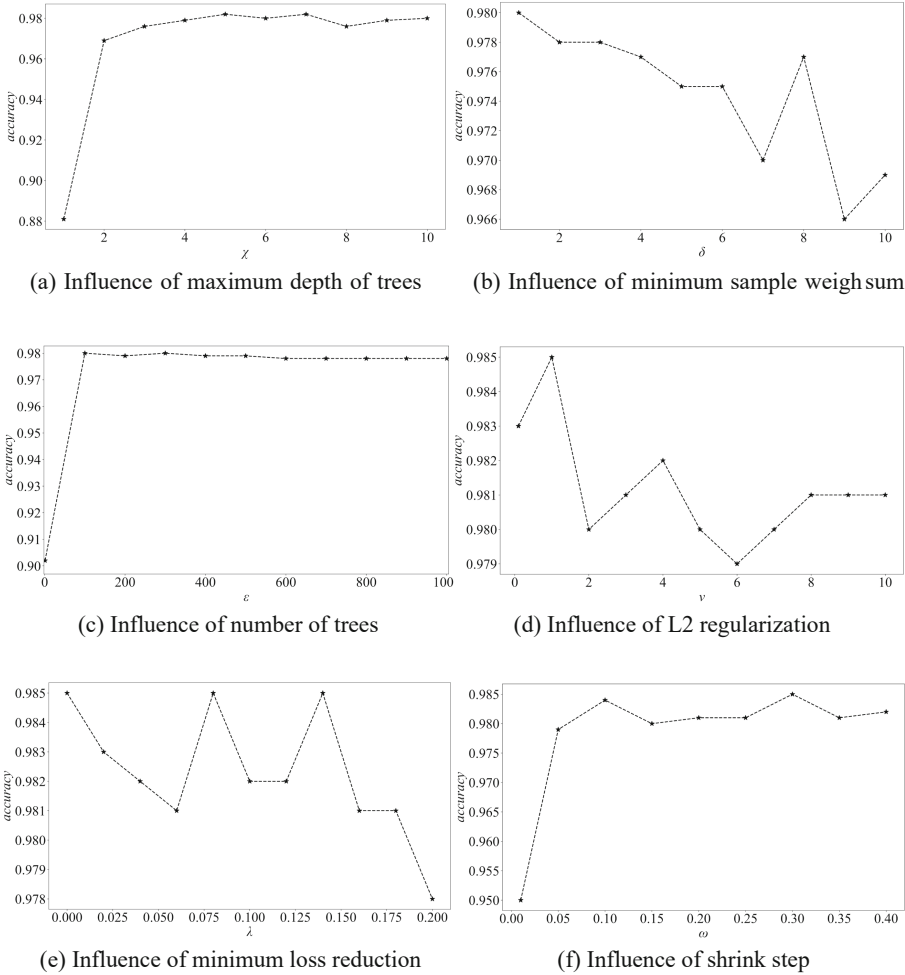 0.98
0.96
0.94
0.92
0.90
0.88
accuracy
2 4 6 8 10
χ
(a) Influence of maximum depth of trees
0.980
0.978
0.976
0.974
0.972
0.970
0.968
0.966
accuracy
2 4 6 8 10
δ
(b) Influence of minimum sample weigh sum
0.98
0.97
0.96
0.95
0.94
0.93
0.92
0.91
0.90
accuracy
0 200 400 600 800 100
ε
(c) Influence of number of trees
0.985
0.984
0.983
0.982
0.981
0.980
0.979
accuracy
0 2 4 6 8 10
ν
(d) Influence of L2 regularization
0.985
0.984
0.983
0.982
0.981
0.980
0.979
0.978
accuracy
0.000 0.025 0.050 0.075 0.100 0.125 0.150 0.175 0.200
λ
(e) Influence of minimum loss reduction
0.985
0.980
0.975
0.970
0.965
0.960
0.955
0.950
accuracy
0.00 0.05 0.10 0.15 0.20 0.25 0.30 0.35 0.40
ω
(f) Influence of shrink step